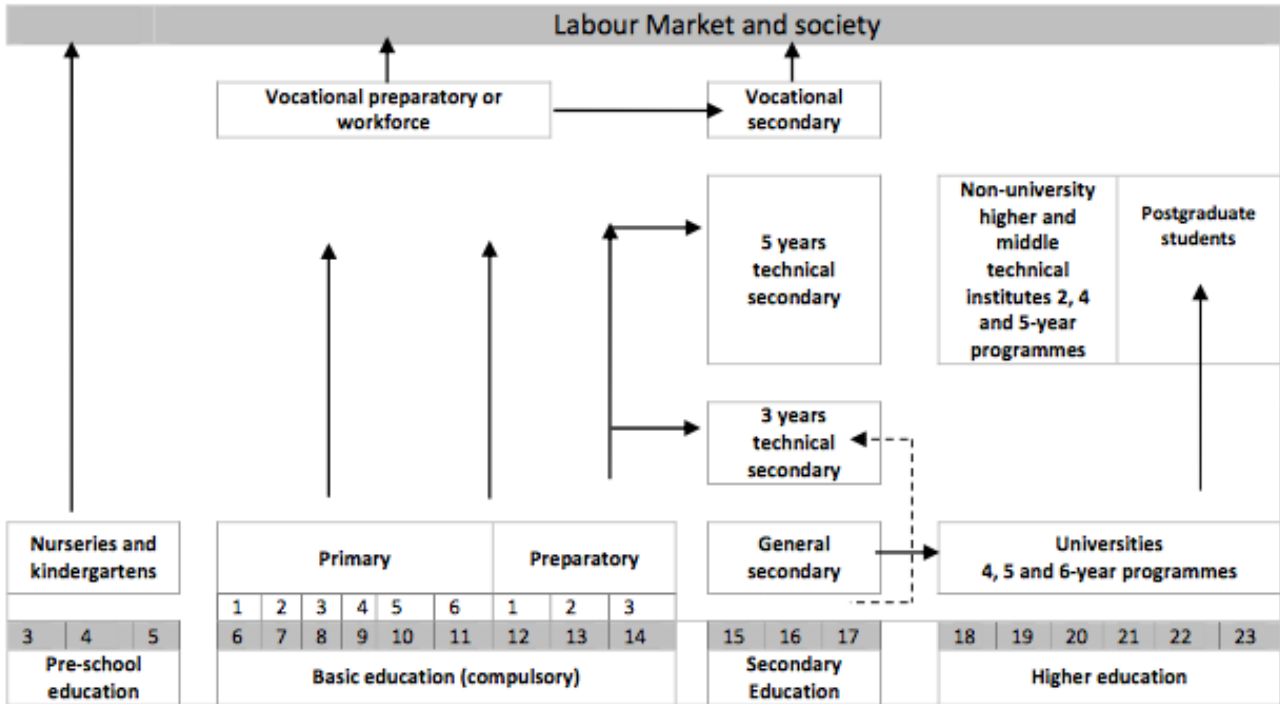 Labour Market and society
Vocational preparatory or
workforce
Vocational
secondary
5 years
technical
secondary
Non-university
higher and
middle
technical
institutes 2, 4
and 5-year
programmes
Postgraduate
students
3 years
technical
secondary
Nurseries and
kindergartens
Primary
Preparatory
General
secondary
Universities
4, 5 and 6-year programmes
1 2 3 4 5 6 1 2 3
3 4 5 6 7 8 9 10 11 12 13 14 15 16 17 18 19 20 21 22 23
Pre-school
education
Basic education (compulsory)
Secondary
Education
Higher education